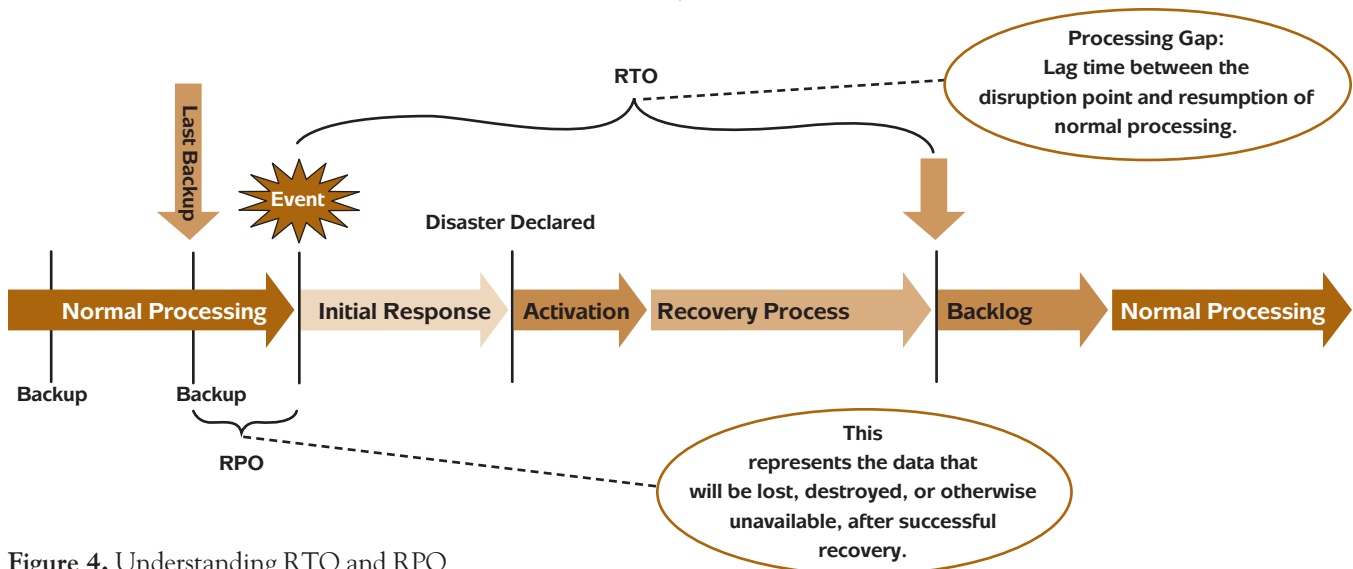 Processing Gap:
Lag time between the
disruption point and resumption of
normal processing.
RTO
Last Backup
Event
Disaster Declared
Normal Processing
Initial Response
Activation
Recovery Process
Backlog
Normal Processing
Backup
Backup
RPO
This
represents the data that
will be lost, destroyed, or otherwise
unavailable, after successful
recovery.
Figure 4. Understanding RTO and RPO